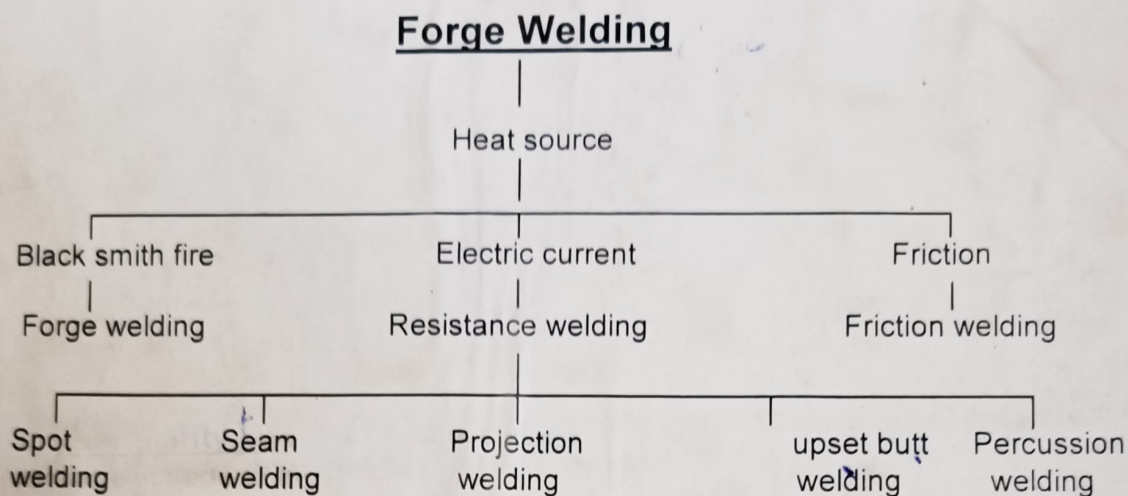 Forge Welding
Heat source
Black smith fire Electric current Friction
Forge welding Resistance welding Friction welding
Spot welding
Seam welding
Projection welding
upset butt welding
Percussion welding